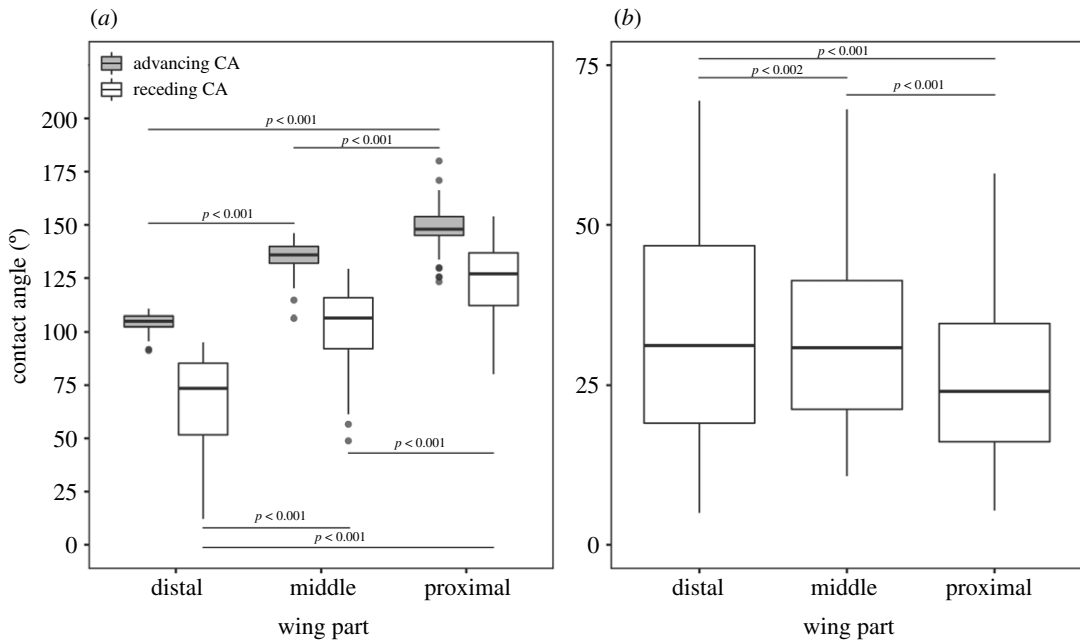 (a)
advancing CA
receding CA
p < 0.001
p < 0.001
p < 0.001
p < 0.001
p < 0.001
p < 0.001
200
175
150
125
100
75
50
25
0
contact angle (º)
distal middle proximal
wing part
(b)
p < 0.001
p < 0.002
p < 0.001
75
50
25
0
distal middle proximal
wing part